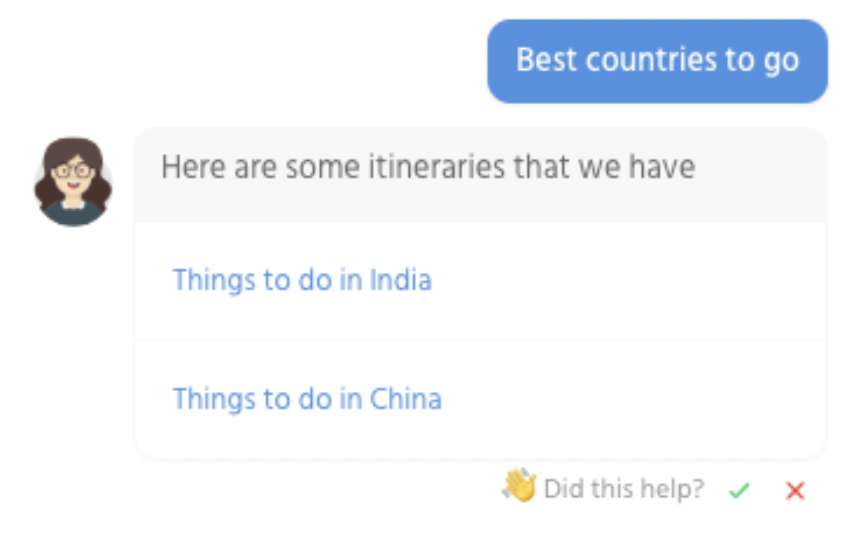 Best countries to go
Here are some itineraries that we have
Things to do in India
Things to do in China
Did this help?